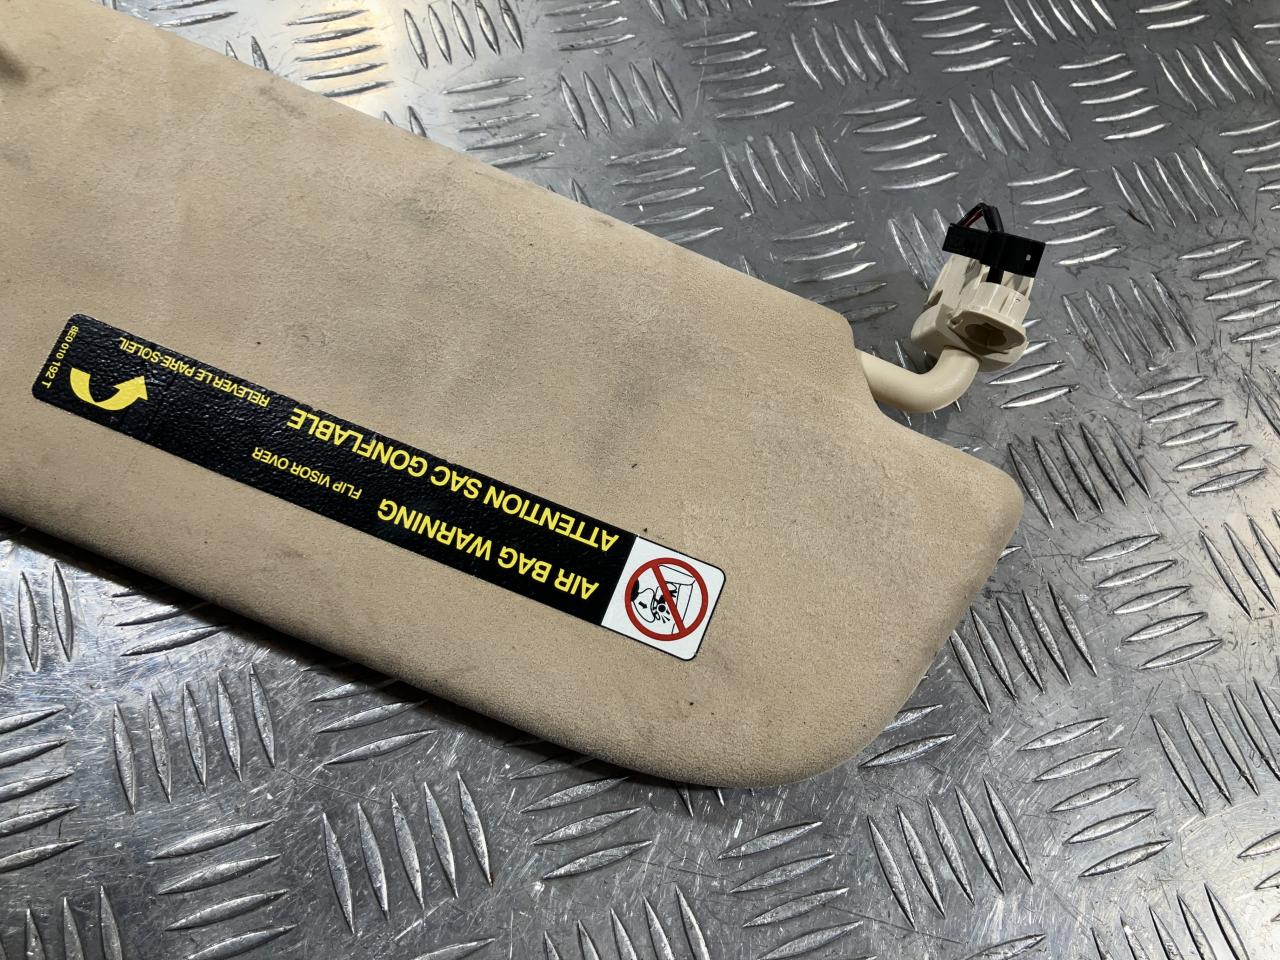 AIR BAG WARNING
FLIP VISOR OVER
ATTENTION SAC GONFLABLE
RELEVER LE PARE-SOLEIL
8E0 010 192 T